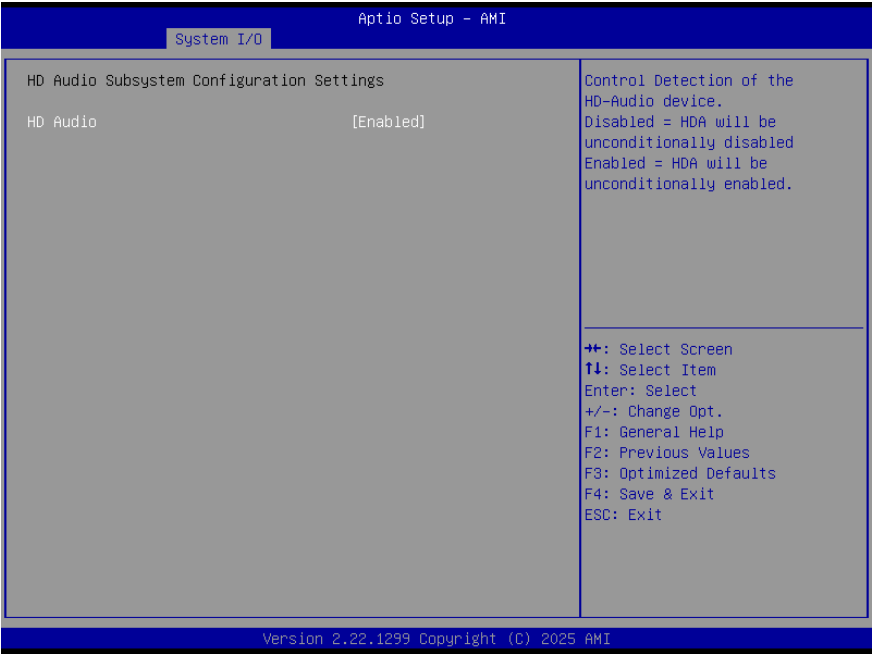 Aptio Setup – AMI
System I/O
HD Audio Subsystem Configuration Settings
HD Audio [Enabled]
Control Detection of the
HD-Audio device.
Disabled = HDA will be
unconditionally disabled
Enabled = HDA will be
unconditionally enabled.
→←: Select Screen
↑↓: Select Item
Enter: Select
+/-: Change Opt.
F1: General Help
F2: Previous Values
F3: Optimized Defaults
F4: Save & Exit
ESC: Exit
Version 2.22.1299 Copyright (C) 2025 AMI